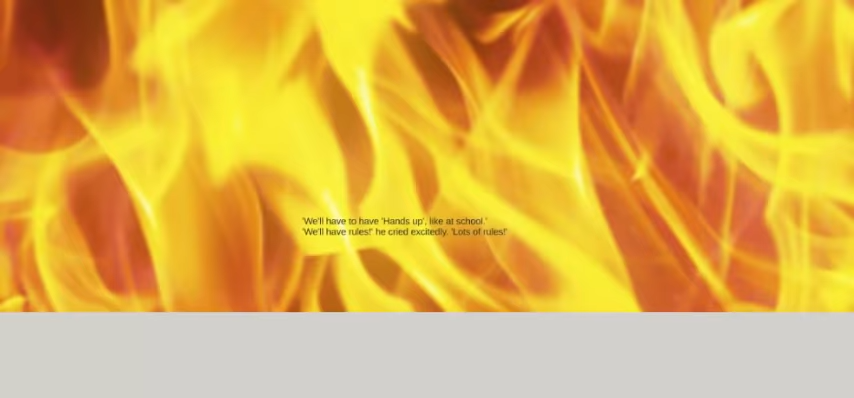 'We'll have to have 'Hands up', like at school.'
'We'll have rules!' he cried excitedly. 'Lots of rules!'